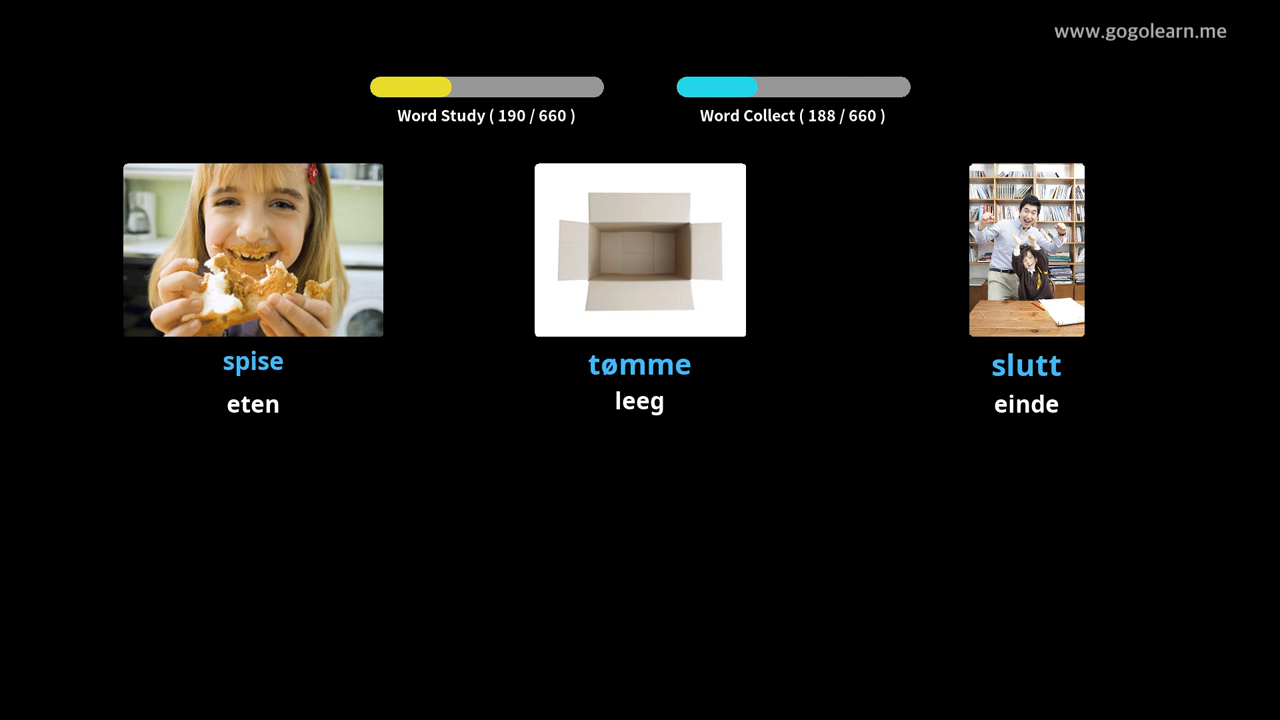 www.gogolearn.me
Word Study ( 190 / 660 )
Word Collect ( 188 / 660 )
spise
eten
tømme
leeg
slutt
einde